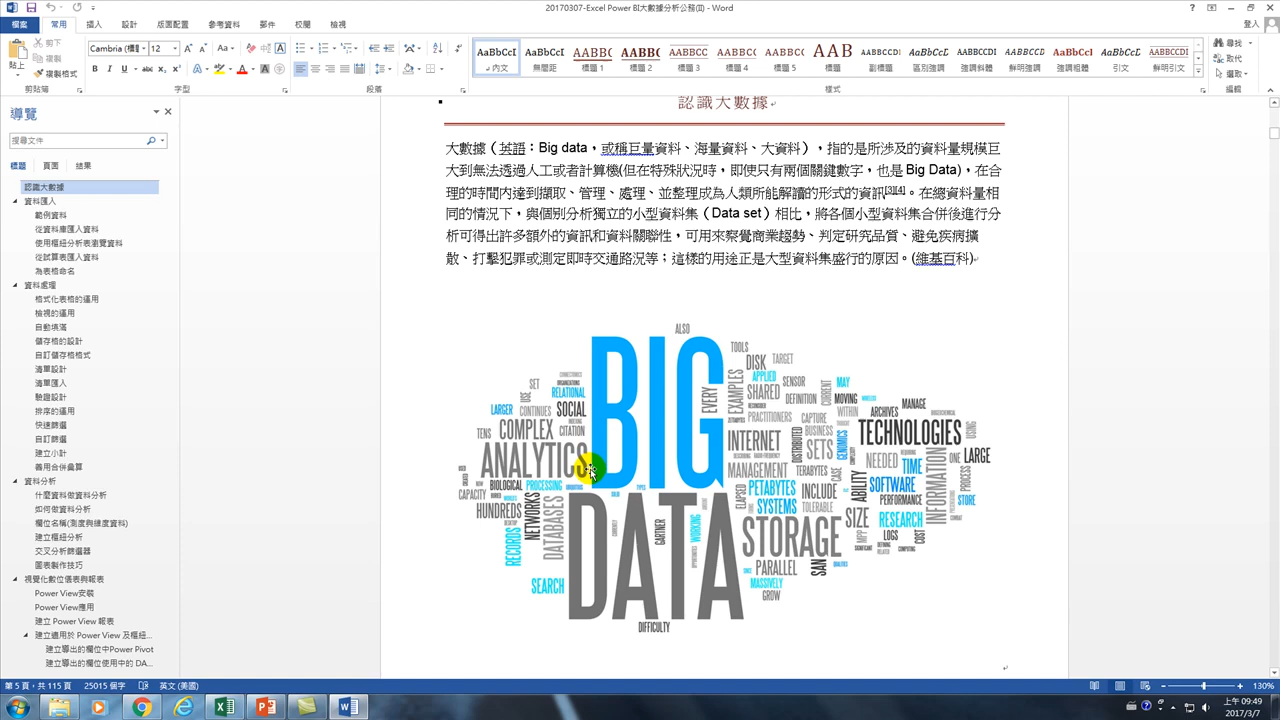 20170307-Excel Power BI大數據分析公務(II) - Word
檔案 常用 插入 設計 版面配置 參考資料 郵件 校閱 檢視 登入
貼上 剪下 複製 複製格式 剪貼簿
Cambria (標題 12 字型 段落
AaBbCcI 內文 AaBbCcI 無間距 AABBC 標題 1 AABBC 標題 2 AABBCC 標題 3 AABBCC 標題 4 AABBCC 標題 5 AAB 標題 AABBCCDI 副標題 AaBbCcDi 區別強調 AaBbCcDi 強調斜體 AaBbCcDi 鮮明強調 AaBbCcDi 強調粗體 AaBbCcDi 引文 AABBCCDI 鮮明引文
樣式
尋找 取代 選取 編輯
導覽
搜尋文件
標題 頁面 結果
認識大數據
資料匯入
範例資料
從資料庫匯入資料
使用樞紐分析表瀏覽資料
從試算表匯入資料
為表格命名
資料處理
格式化表格的運用
檢視的運用
自動填滿
儲存格的設計
自訂儲存格格式
清單設計
清單匯入
驗證設計
排序的運用
快速篩選
自訂篩選
建立小計
善用合併彙算
資料分析
什麼資料做資料分析
如何做資料分析
欄位名稱(測度與維度資料)
建立樞紐分析
交叉分析篩選器
圖表製作技巧
視覺化數位儀表與報表
Power View安裝
Power View應用
建立 Power View 報表
建立適用於 Power View 及樞紐...
建立導出的欄位中Power Pivot
建立導出的欄位使用中的 DA...
認識大數據
大數據（英語：Big data，或稱巨量資料、海量資料、大資料），指的是所涉及的資料量規模巨
大到無法透過人工或者計算機(但在特殊狀況時，即使只有兩個關鍵數字，也是 Big Data)，在合
理的時間內達到擷取、管理、處理、並整理成為人類所能解讀的形式的資訊[3][4]。在總資料量相
同的情況下，與個別分析獨立的小型資料集（Data set）相比，將各個小型資料集合併後進行分
析可得出許多額外的資訊和資料關聯性，可用來察覺商業趨勢、判定研究品質、避免疾病擴
散、打擊犯罪或測定即時交通路況等；這樣的用途正是大型資料集盛行的原因。(維基百科)
ALSO
BIG
TOOLS
DISK
TARGET
SET
USE
RELATIONAL
EVERY
EXAMPLES
APPLIED
SHARED
SENSOR
DEFINITION
CURRENT
MAY
MOVING
LARGER
CONTINUES
SOCIAL
PRACTITIONERS
CAPTURE
WITHIN
ARCHIVES
MANAGE
TENS
COMPLEX
CITATION
INTERNET
DISTRIBUTED
BUSINESS
SETS
GENOMICS
TECHNOLOGIES
USING
ANALYTICS
MANAGEMENT
TERABYTES
CASE
NEEDED
TIME
INFORMATION
ONE
LARGE
CAPACITY
BIOLOGICAL
PROCESSING
ELAPSED
PETABYTES
INCLUDE
ABILITY
SOFTWARE
PROCESS
HUNDREDS
NETWORKS
DATABASES
SYSTEMS
TOLERABLE
PERFORMANCE
STORE
RECORDS
DATA
GARTNER
WORKING
STORAGE
SIZE
MPP
RESEARCH
LOGS
COST
SEARCH
PARALLEL
SAN
MASSIVELY
GROW
DIFFICULTY
第 5 頁，共 115 頁 25015 個字 英文 (美國) 130%
上午 09:49
2017/3/7